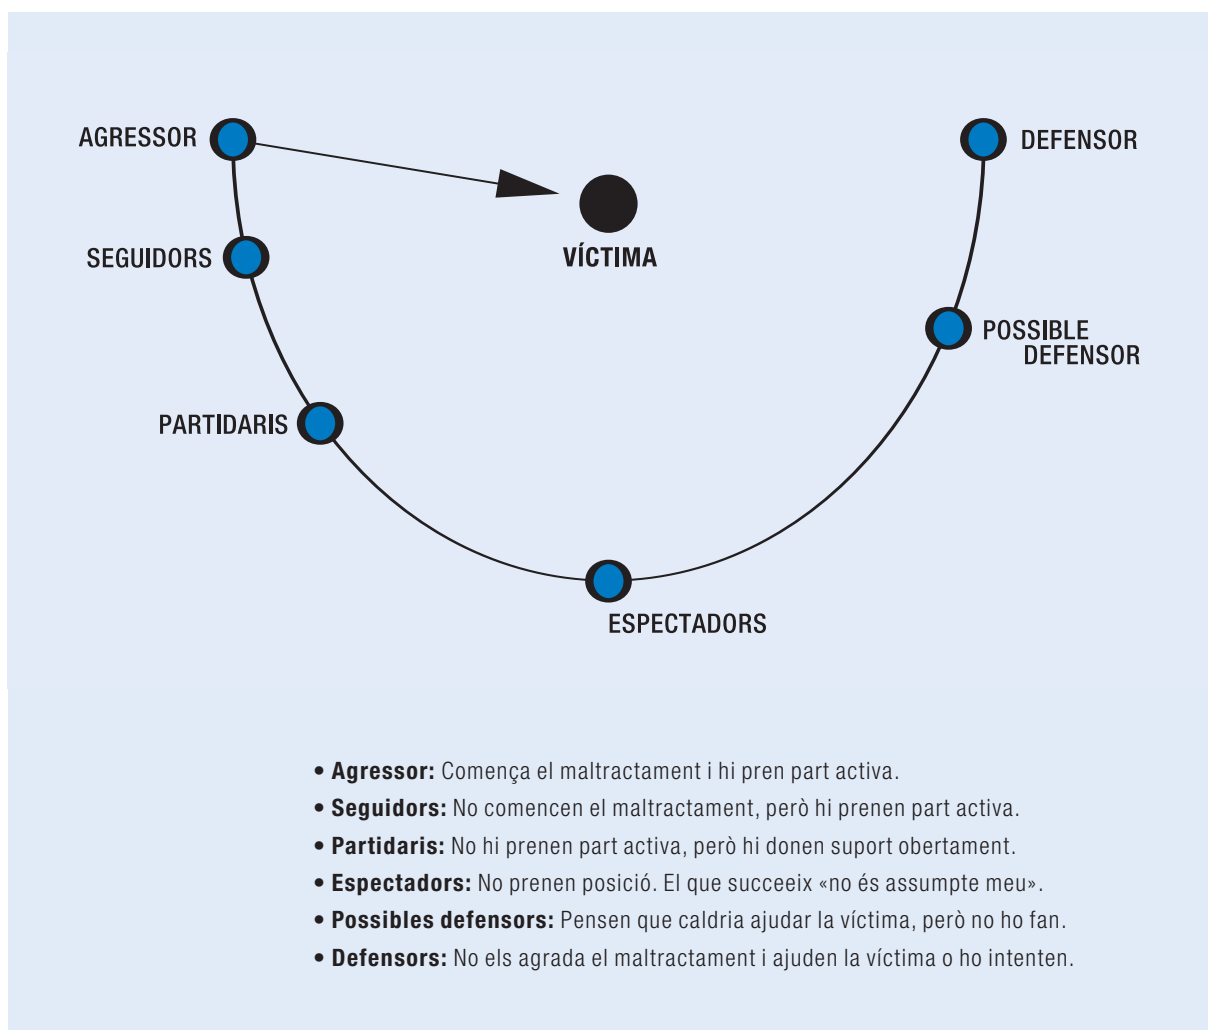 AGRESSOR
DEFENSOR
VÍCTIMA
SEGUIDORS
POSSIBLE
DEFENSOR
PARTIDARIS
ESPECTADORS
• Agressor: Comença el maltractament i hi pren part activa.
• Seguidors: No comencen el maltractament, però hi prenen part activa.
• Partidaris: No hi prenen part activa, però hi donen suport obertament.
• Espectadors: No prenen posició. El que succeeix «no és assumpte meu».
• Possibles defensors: Pensen que caldria ajudar la víctima, però no ho fan.
• Defensors: No els agrada el maltractament i ajuden la víctima o ho intenten.